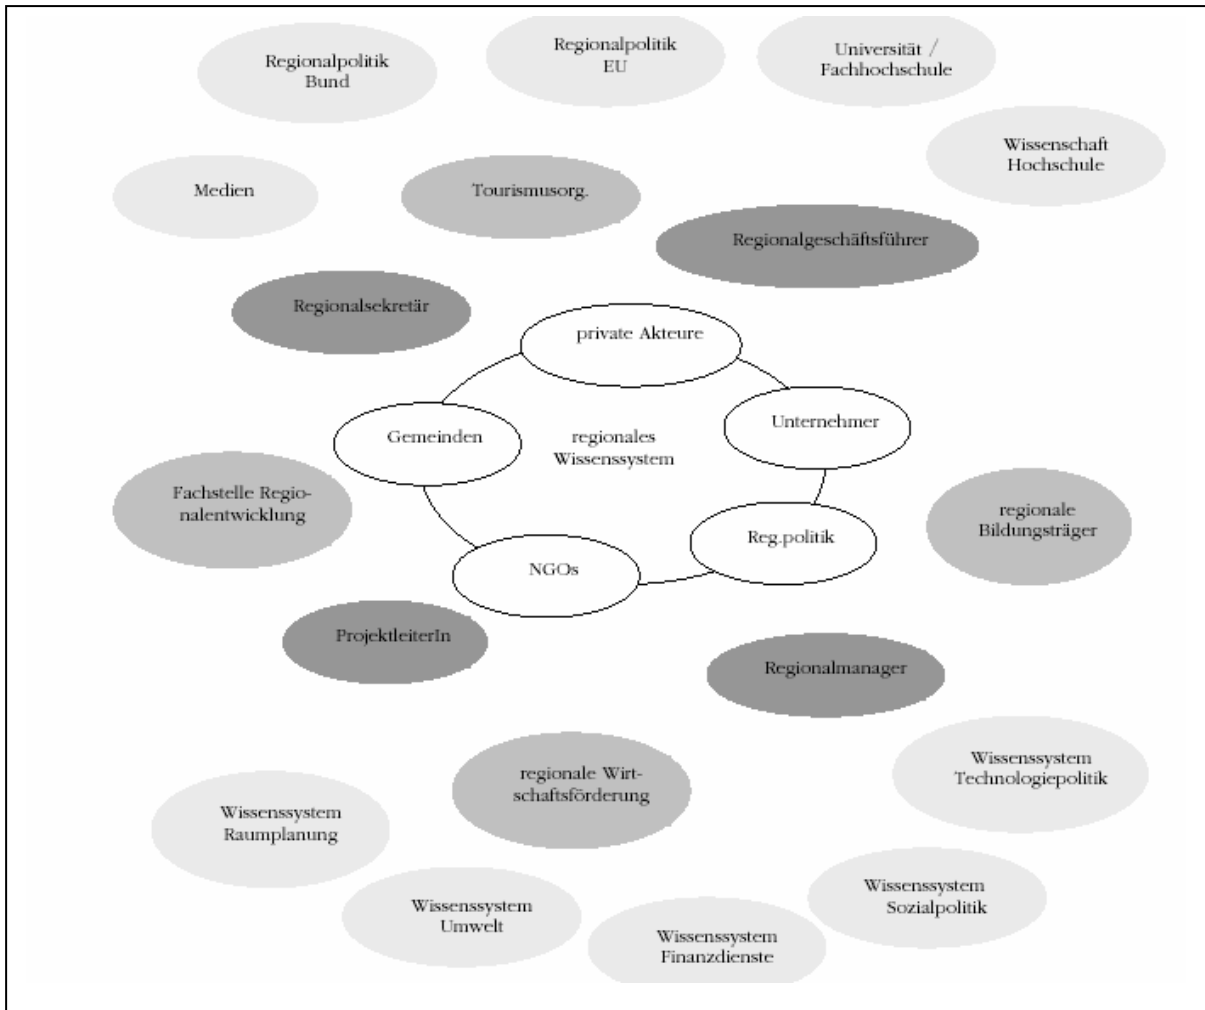 Regionalpolitik
Bund
Regionalpolitik
EU
Universität /
Fachhochschule
Wissenschaft
Hochschule
Medien
Tourismusorg.
Regionalgeschäftsführer
Regionalsekretär
private Akteure
Gemeinden
regionales
Wissenssystem
Unternehmer
Fachstelle Regio-
nalentwicklung
regionale
Bildungsträger
Reg.politik
NGOs
ProjektleiterIn
Regionalmanager
regionale Wirt-
schaftsförderung
Wissenssystem
Technologiepolitik
Wissenssystem
Raumplanung
Wissenssystem
Umwelt
Wissenssystem
Finanzdienste
Wissenssystem
Sozialpolitik